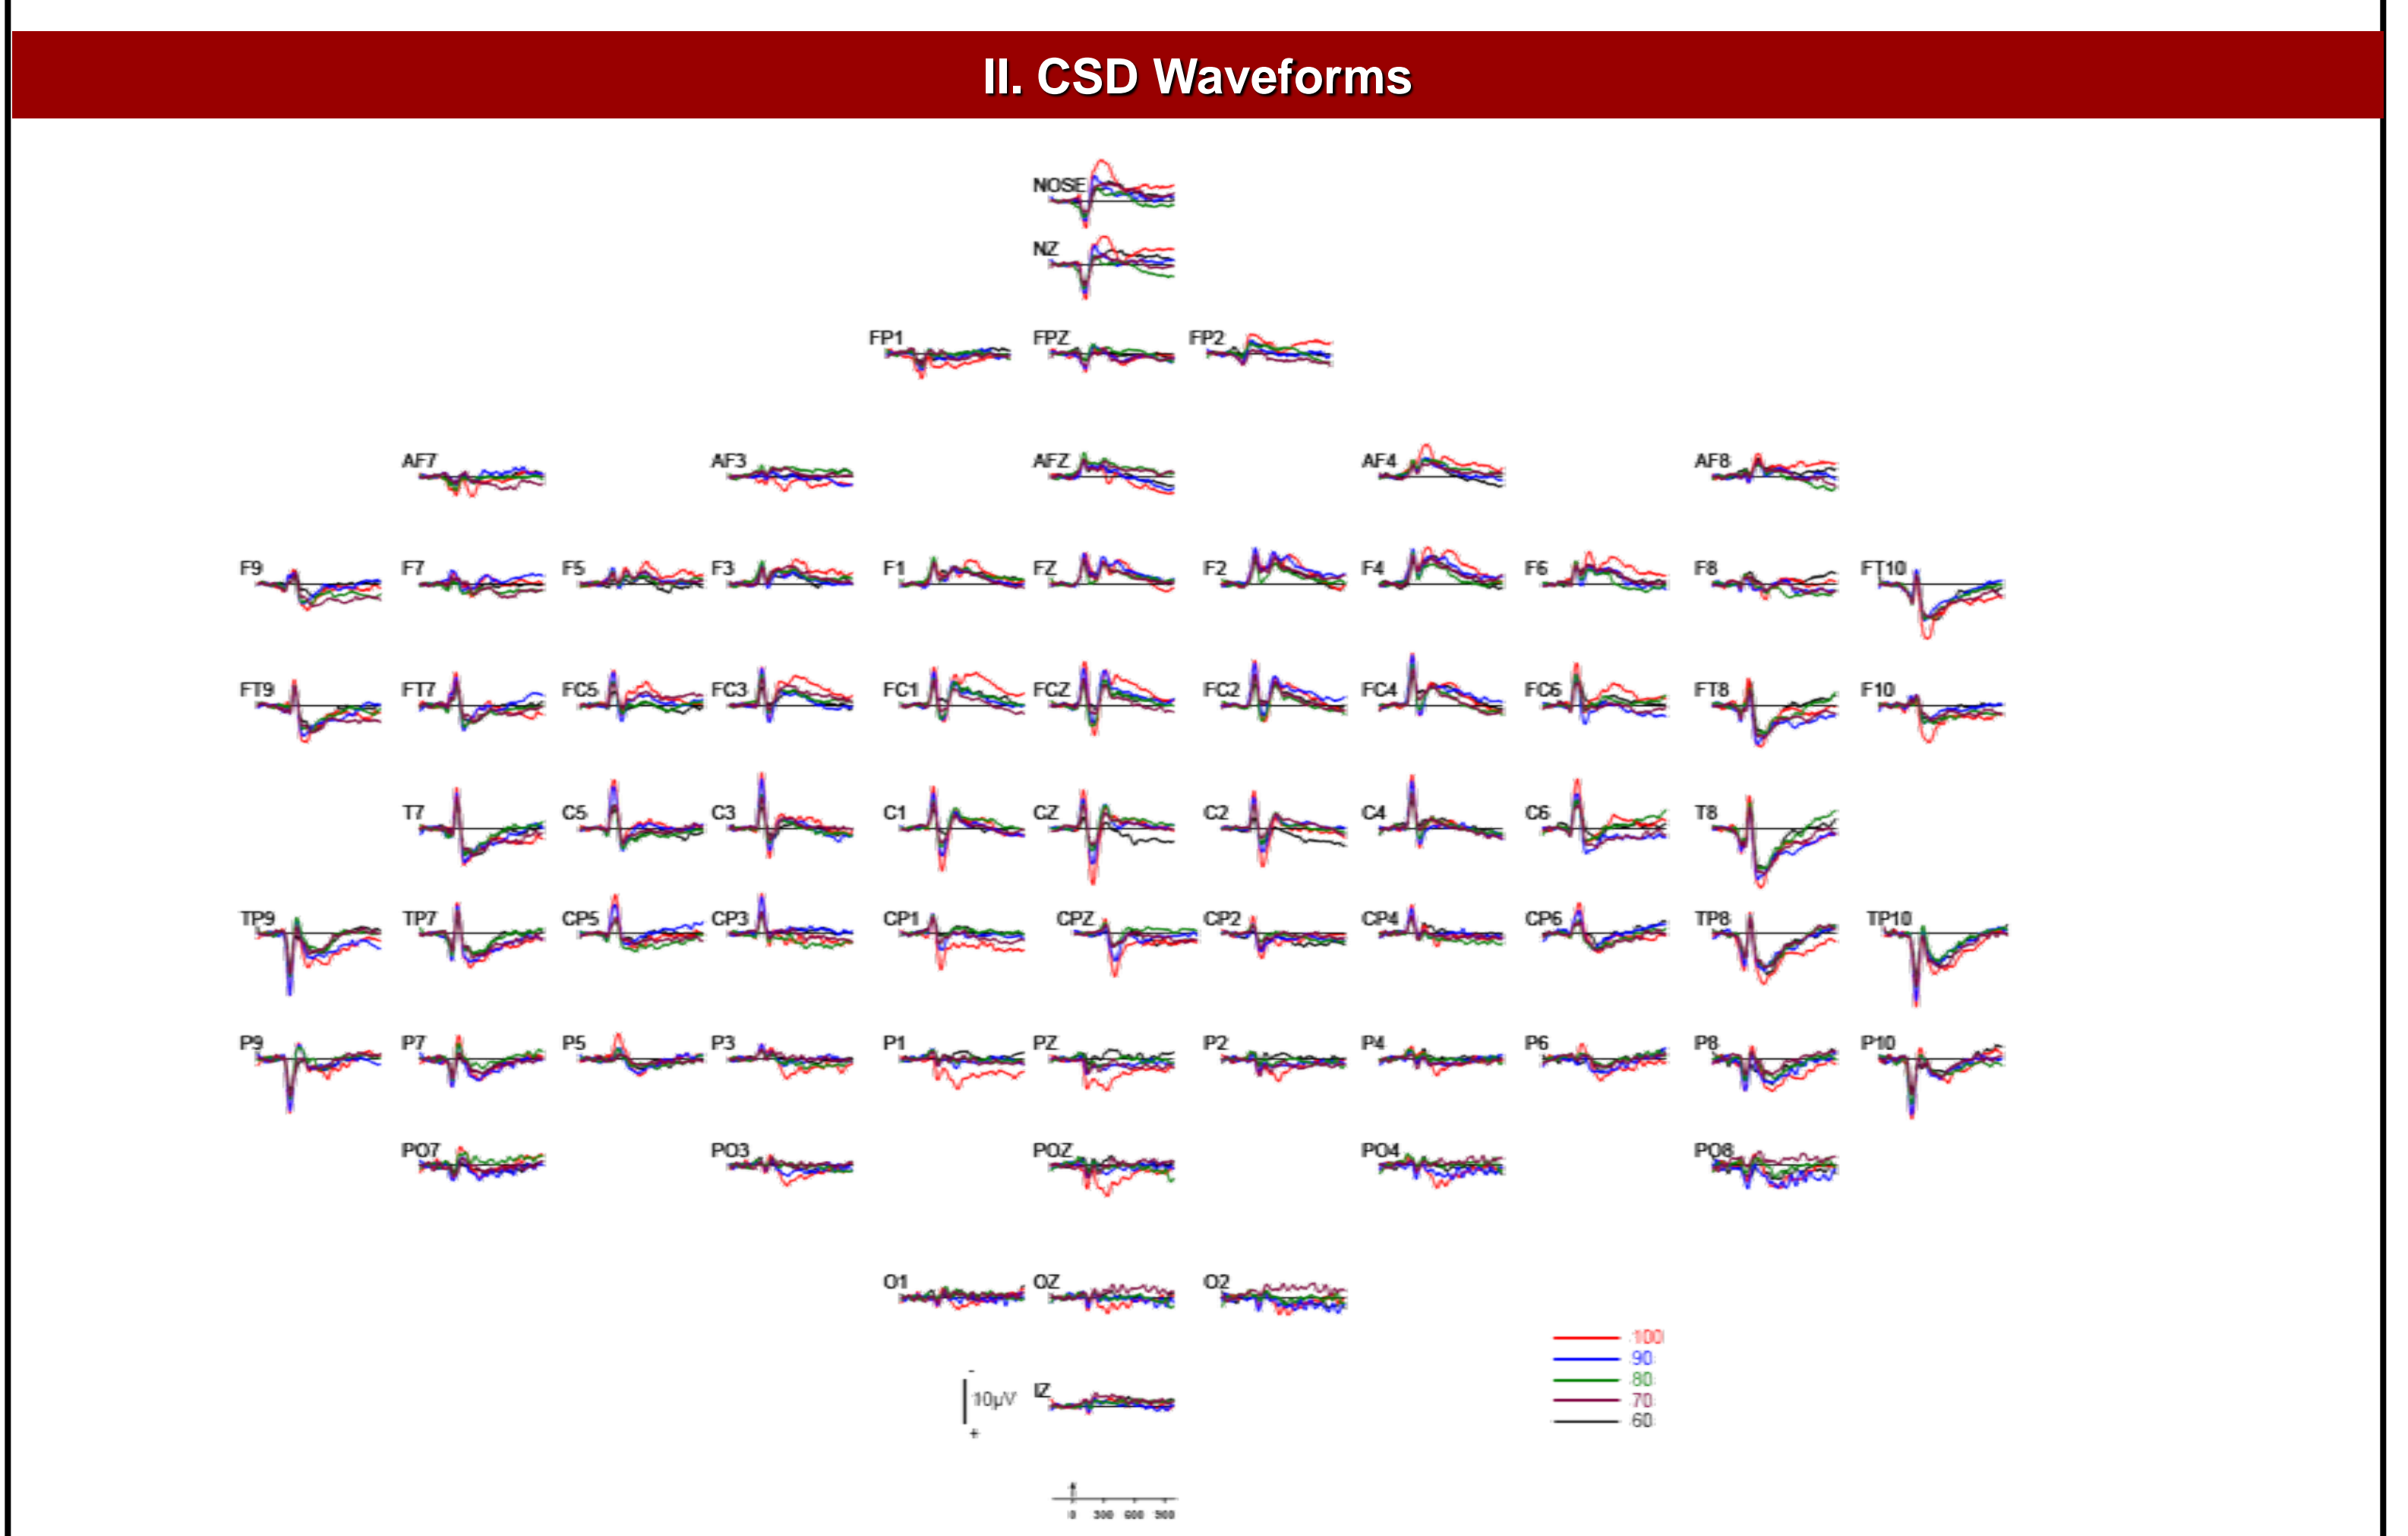 II. CSD Waveforms
NOSE
NZ
FP1 FPZ FP2
AF7 AF3 AFZ AF4 AF8
F9 F7 F5 F3 F1 FZ F2 F4 F6 F8 FT10
FT9 FT7 FC5 FC3 FC1 FCZ FC2 FC4 FC6 FT8 F10
T7 C5 C3 C1 CZ C2 C4 C6 T8
TP9 TP7 CP5 CP3 CP1 CPZ CP2 CP4 CP6 TP8 TP10
P9 P7 P5 P3 P1 PZ P2 P4 P6 P8 P10
PO7 PO3 POZ PO4 PO8
O1 OZ O2
100
90
80
70
60
-
10µV IZ
+
0 300 600 900